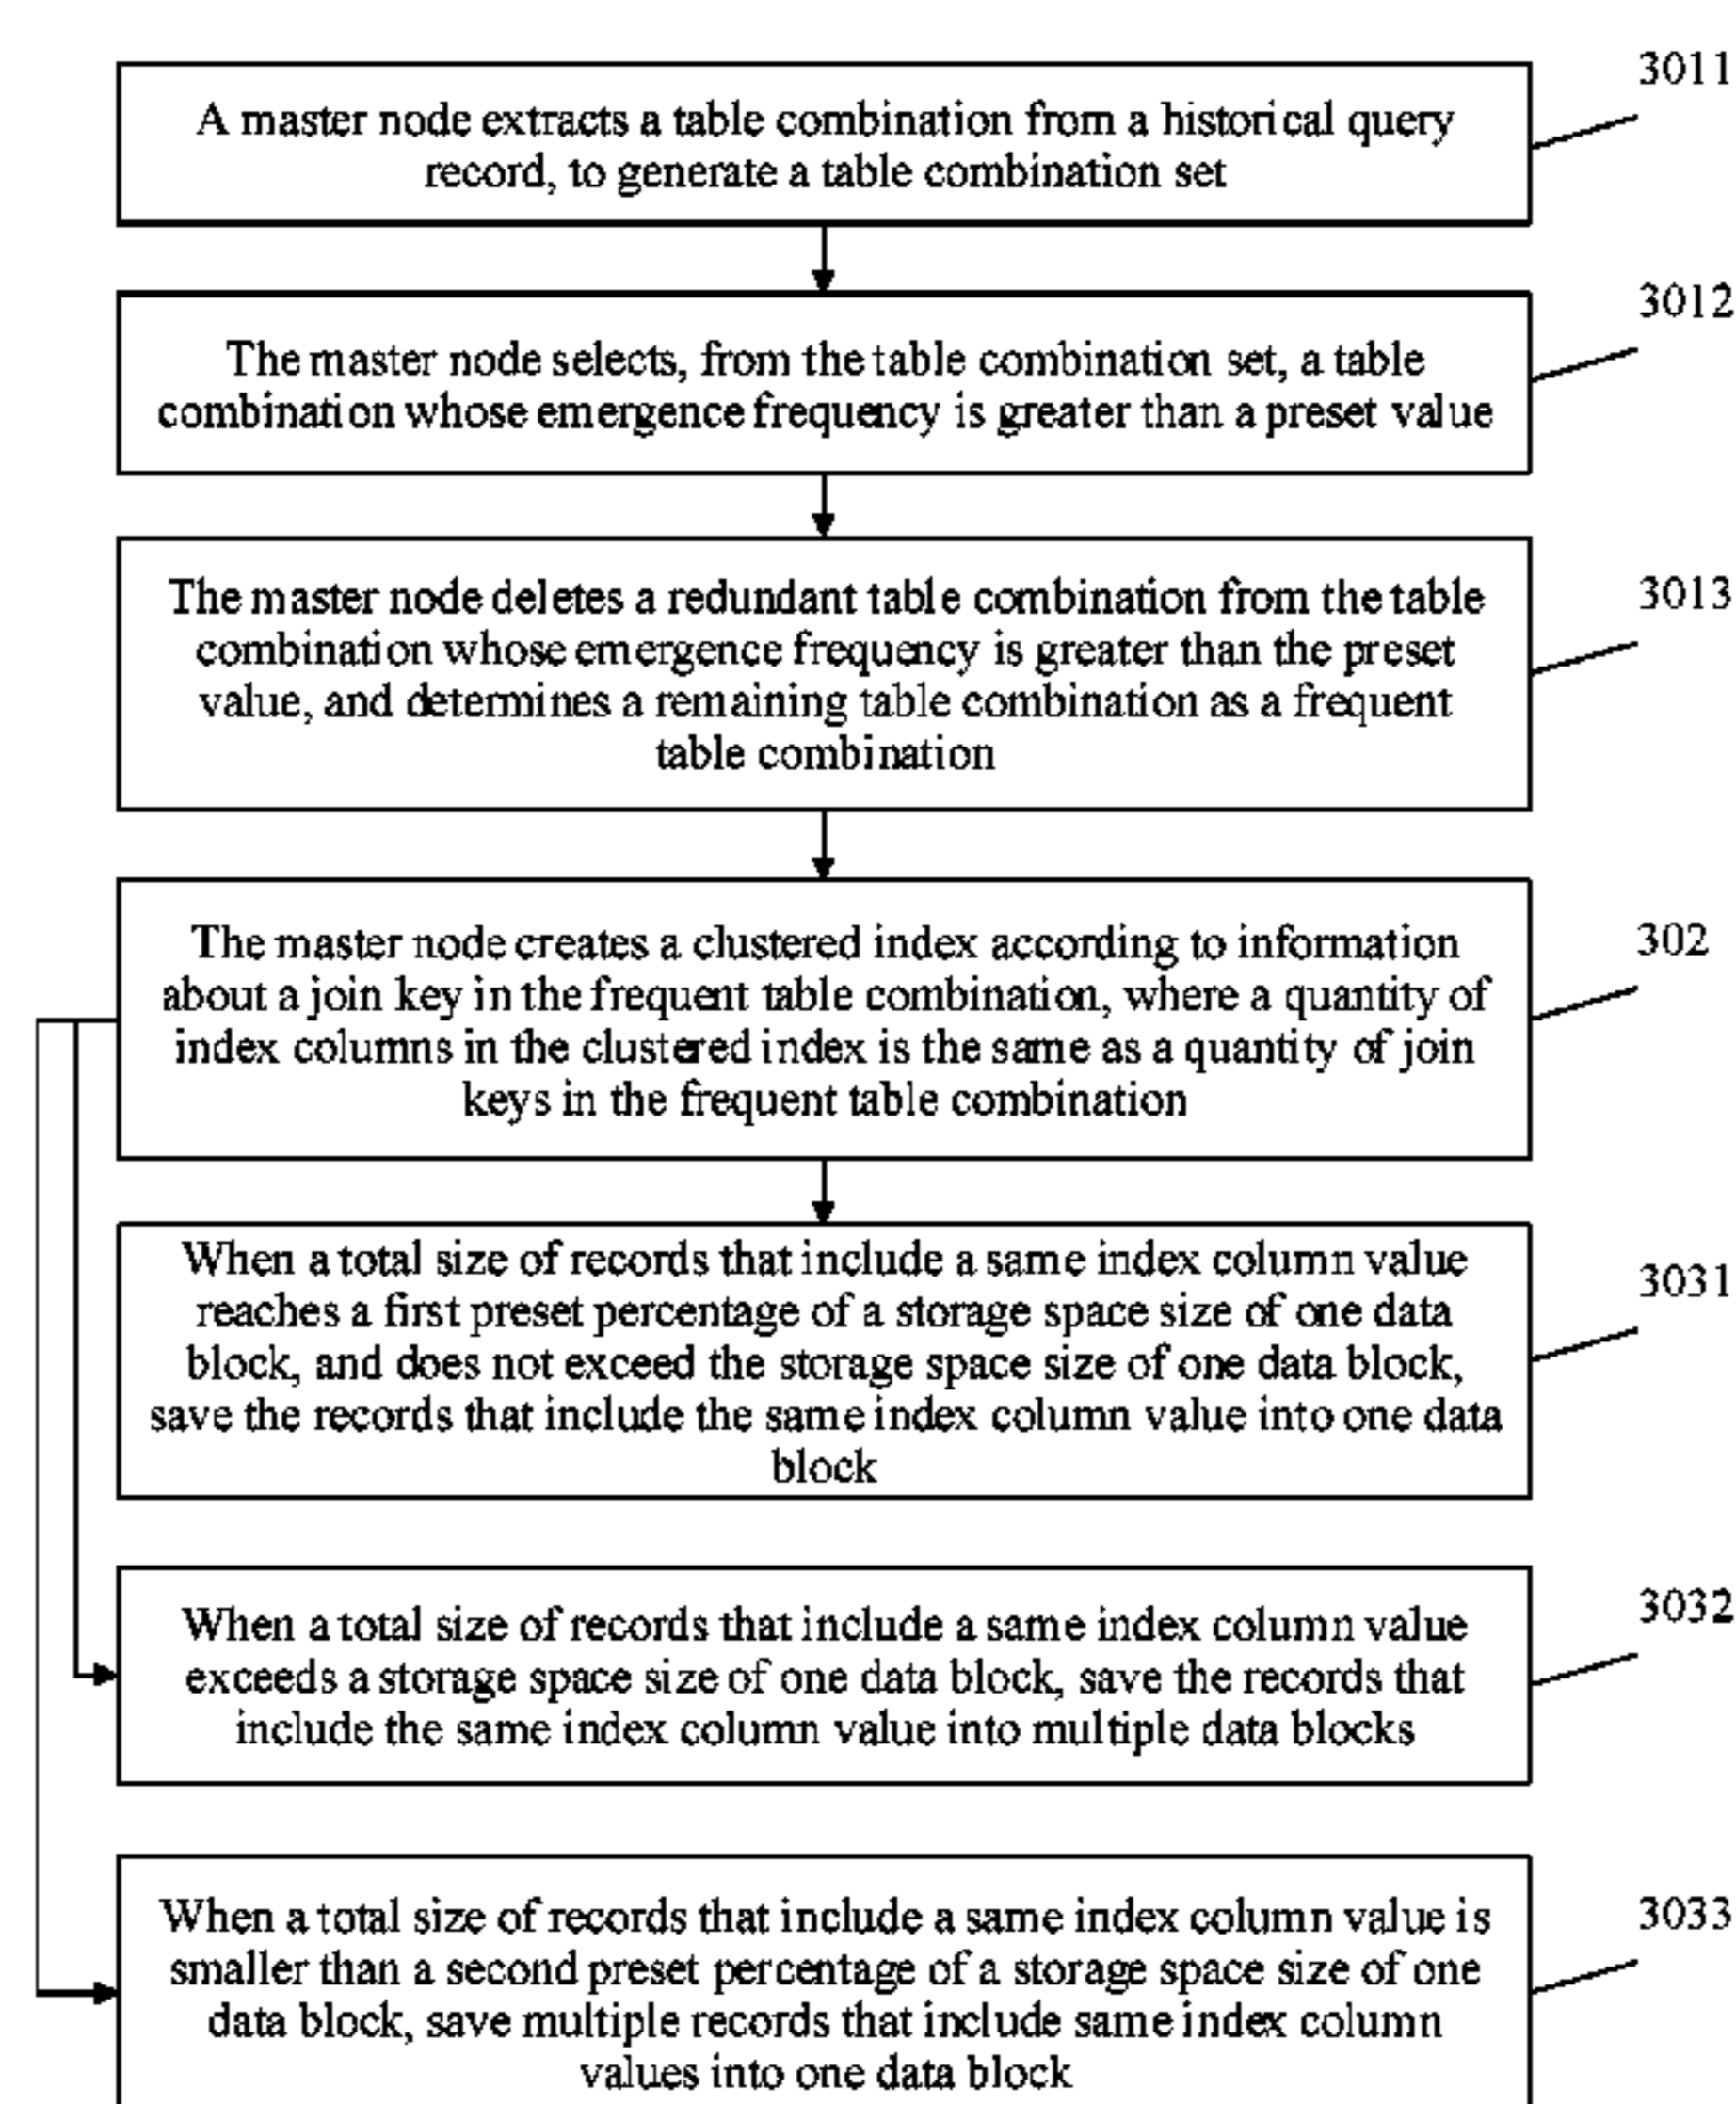 3011
A master node extracts a table combination from a historical query
record, to generate a table combination set
3012
The master node selects, from the table combination set, a table
combination whose emergence frequency is greater than a preset value
3013
The master node deletes a redundant table combination from the table
combination whose emergence frequency is greater than the preset
value, and determines a remaining table combination as a frequent
table combination
302
The master node creates a clustered index according to information
about a join key in the frequent table combination, where a quantity of
index columns in the clustered index is the same as a quantity of join
keys in the frequent table combination
3031
When a total size of records that include a same index column value
reaches a first preset percentage of a storage space size of one data
block, and does not exceed the storage space size of one data block,
save the records that include the same index column value into one data
block
3032
When a total size of records that include a same index column value
exceeds a storage space size of one data block, save the records that
include the same index column value into multiple data blocks
3033
When a total size of records that include a same index column value is
smaller than a second preset percentage of a storage space size of one
data block, save multiple records that include same index column
values into one data block